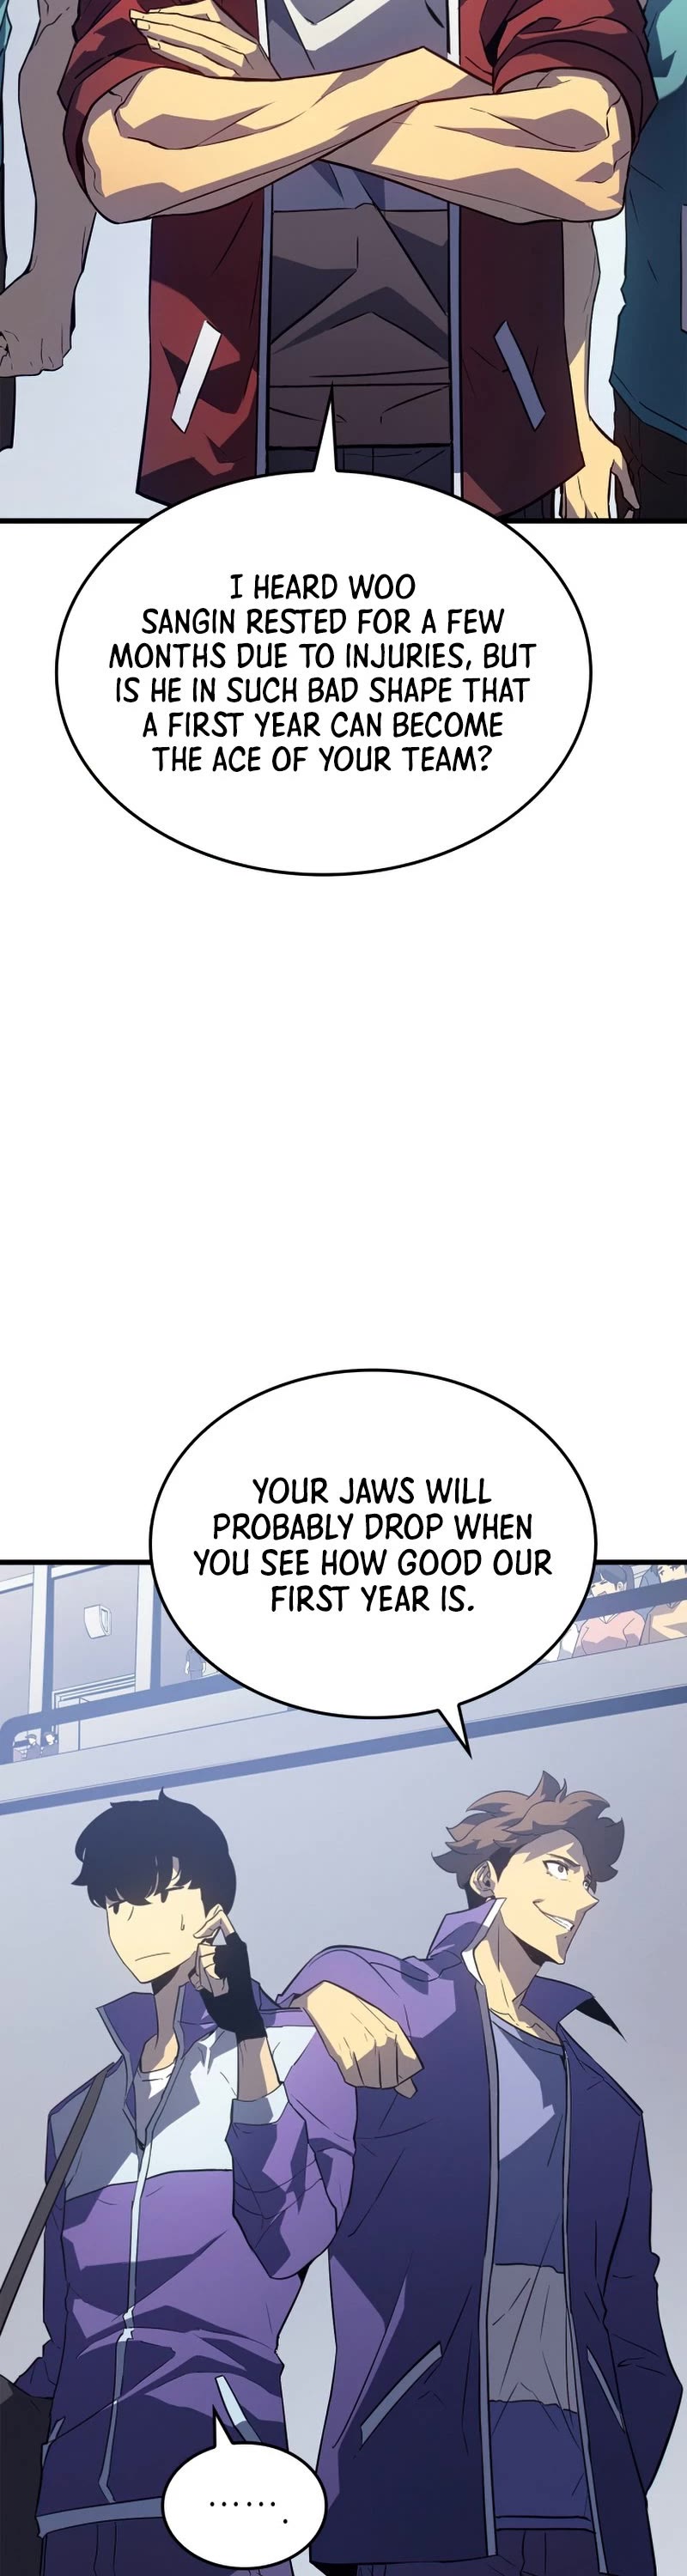 I HEARD WOO
SANGIN RESTED FOR A FEW
MONTHS DUE TO INJURIES, BUT
IS HE IN SUCH BAD SHAPE THAT
A FIRST YEAR CAN BECOME
THE ACE OF YOUR TEAM?
YOUR JAWS WILL
PROBABLY DROP WHEN
YOU SEE HOW GOOD OUR
FIRST YEAR IS.
.......